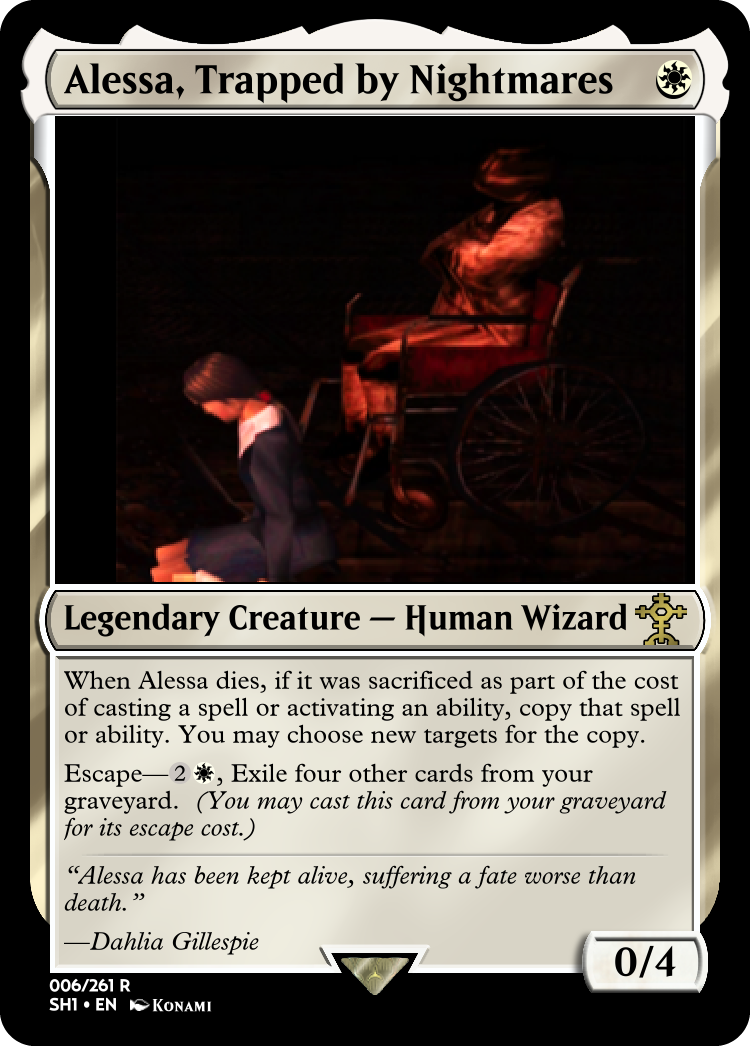 Alessa, Trapped by Nightmares
Legendary Creature — Human Wizard
When Alessa dies, if it was sacrificed as part of the cost
of casting a spell or activating an ability, copy that spell
or ability. You may choose new targets for the copy.
Escape—2, Exile four other cards from your
graveyard. (You may cast this card from your graveyard
for its escape cost.)
“Alessa has been kept alive, suffering a fate worse than
death.”
—Dahlia Gillespie
0/4
006/261 R
SH1 • EN KONAMI